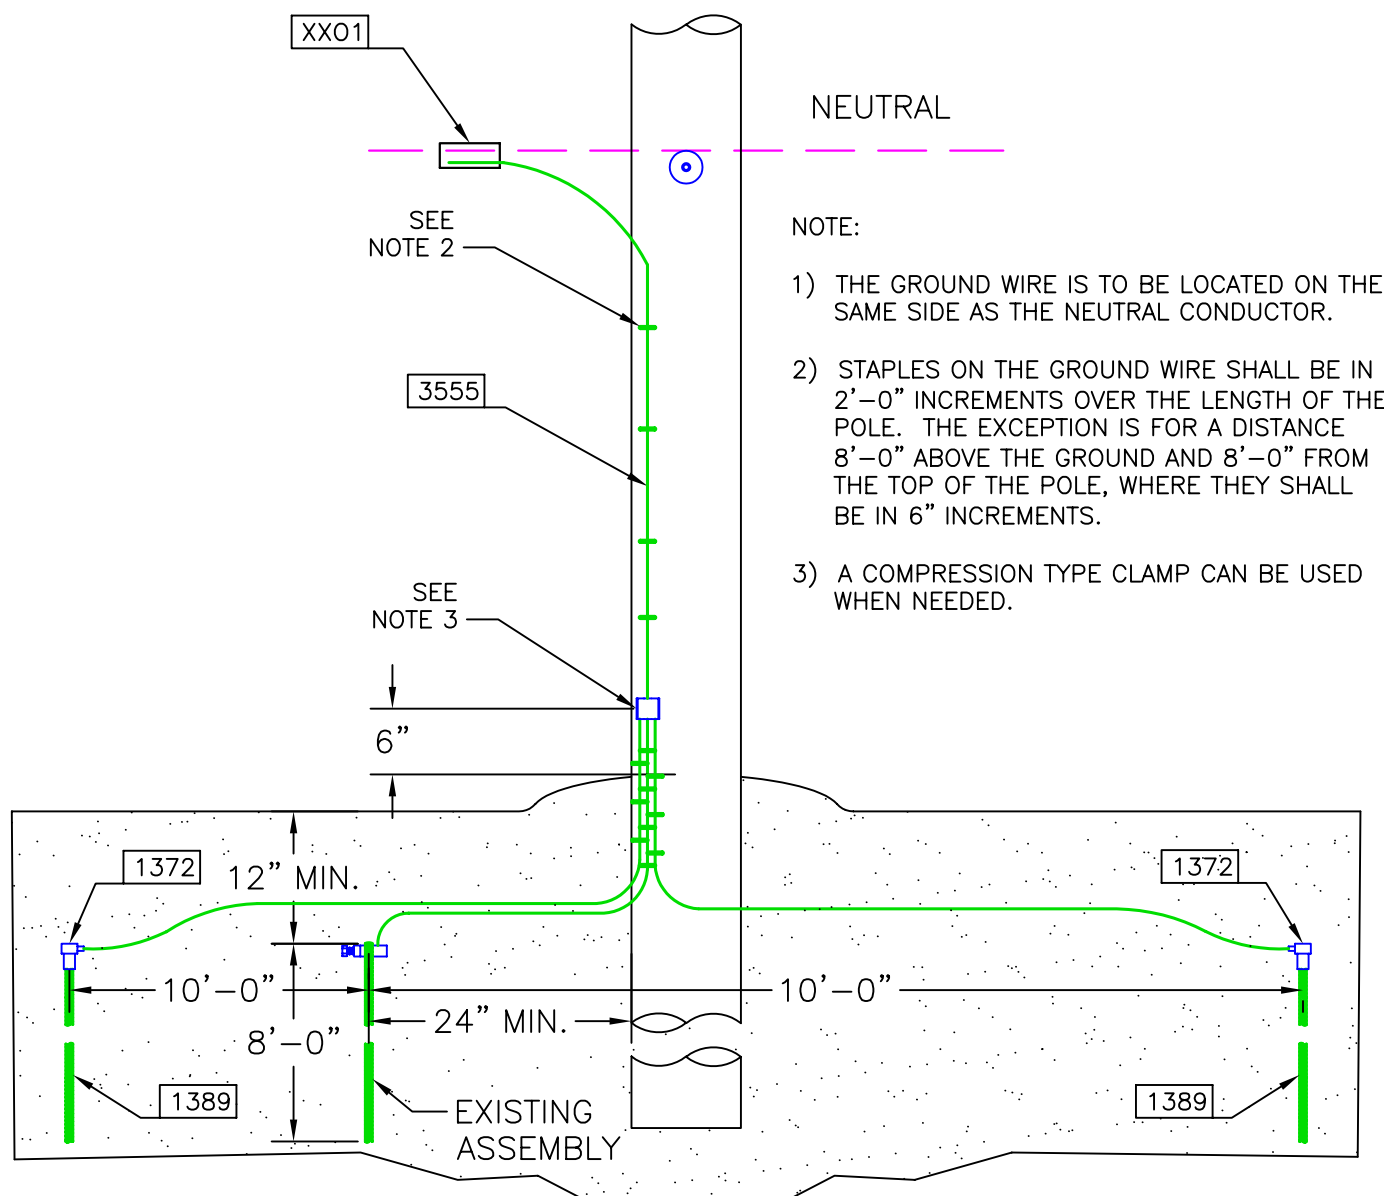 XX01
NEUTRAL
SEE
NOTE 2
NOTE:
1) THE GROUND WIRE IS TO BE LOCATED ON THE
SAME SIDE AS THE NEUTRAL CONDUCTOR.
2) STAPLES ON THE GROUND WIRE SHALL BE IN
2'-0" INCREMENTS OVER THE LENGTH OF THE
POLE. THE EXCEPTION IS FOR A DISTANCE
8'-0" ABOVE THE GROUND AND 8'-0" FROM
THE TOP OF THE POLE, WHERE THEY SHALL
BE IN 6" INCREMENTS.
3) A COMPRESSION TYPE CLAMP CAN BE USED
WHEN NEEDED.
3555
SEE
NOTE 3
6"
1372
12" MIN.
1372
10'-0"
10'-0"
24" MIN.
8'-0"
1389
EXISTING
ASSEMBLY
1389